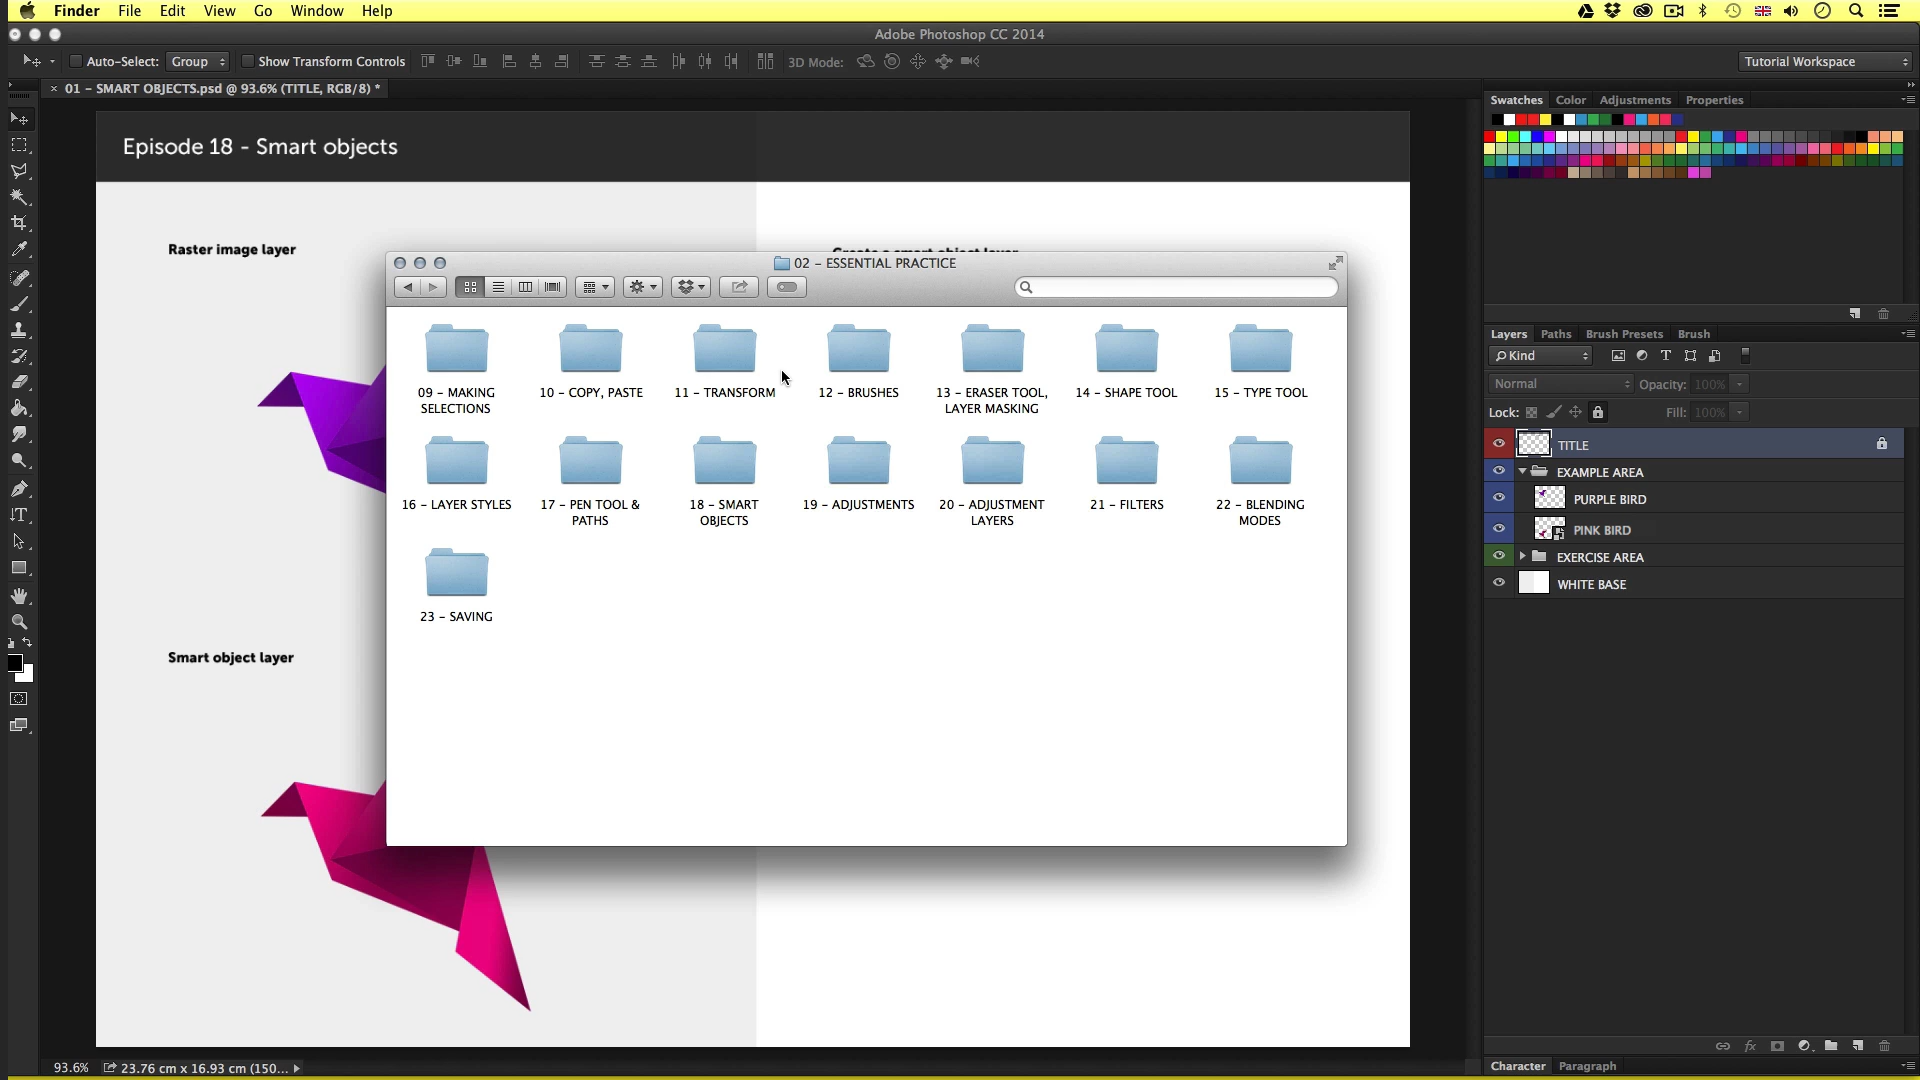 Finder File Edit View Go Window Help
Adobe Photoshop CC 2014
Auto-Select: Group Show Transform Controls 3D Mode: Tutorial Workspace
× 01 - SMART OBJECTS.psd @ 93.6% (TITLE, RGB/8) *
Swatches Color Adjustments Properties
Episode 18 - Smart objects
Raster image layer
02 - ESSENTIAL PRACTICE
09 - MAKING SELECTIONS
10 - COPY, PASTE
11 - TRANSFORM
12 - BRUSHES
13 - ERASER TOOL, LAYER MASKING
14 - SHAPE TOOL
15 - TYPE TOOL
16 - LAYER STYLES
17 - PEN TOOL & PATHS
18 - SMART OBJECTS
19 - ADJUSTMENTS
20 - ADJUSTMENT LAYERS
21 - FILTERS
22 - BLENDING MODES
23 - SAVING
Smart object layer
Layers Paths Brush Presets Brush
Kind
Normal Opacity: 100%
Lock: Fill: 100%
TITLE
EXAMPLE AREA
PURPLE BIRD
PINK BIRD
EXERCISE AREA
WHITE BASE
Character Paragraph
93.6% 23.76 cm x 16.93 cm (150...